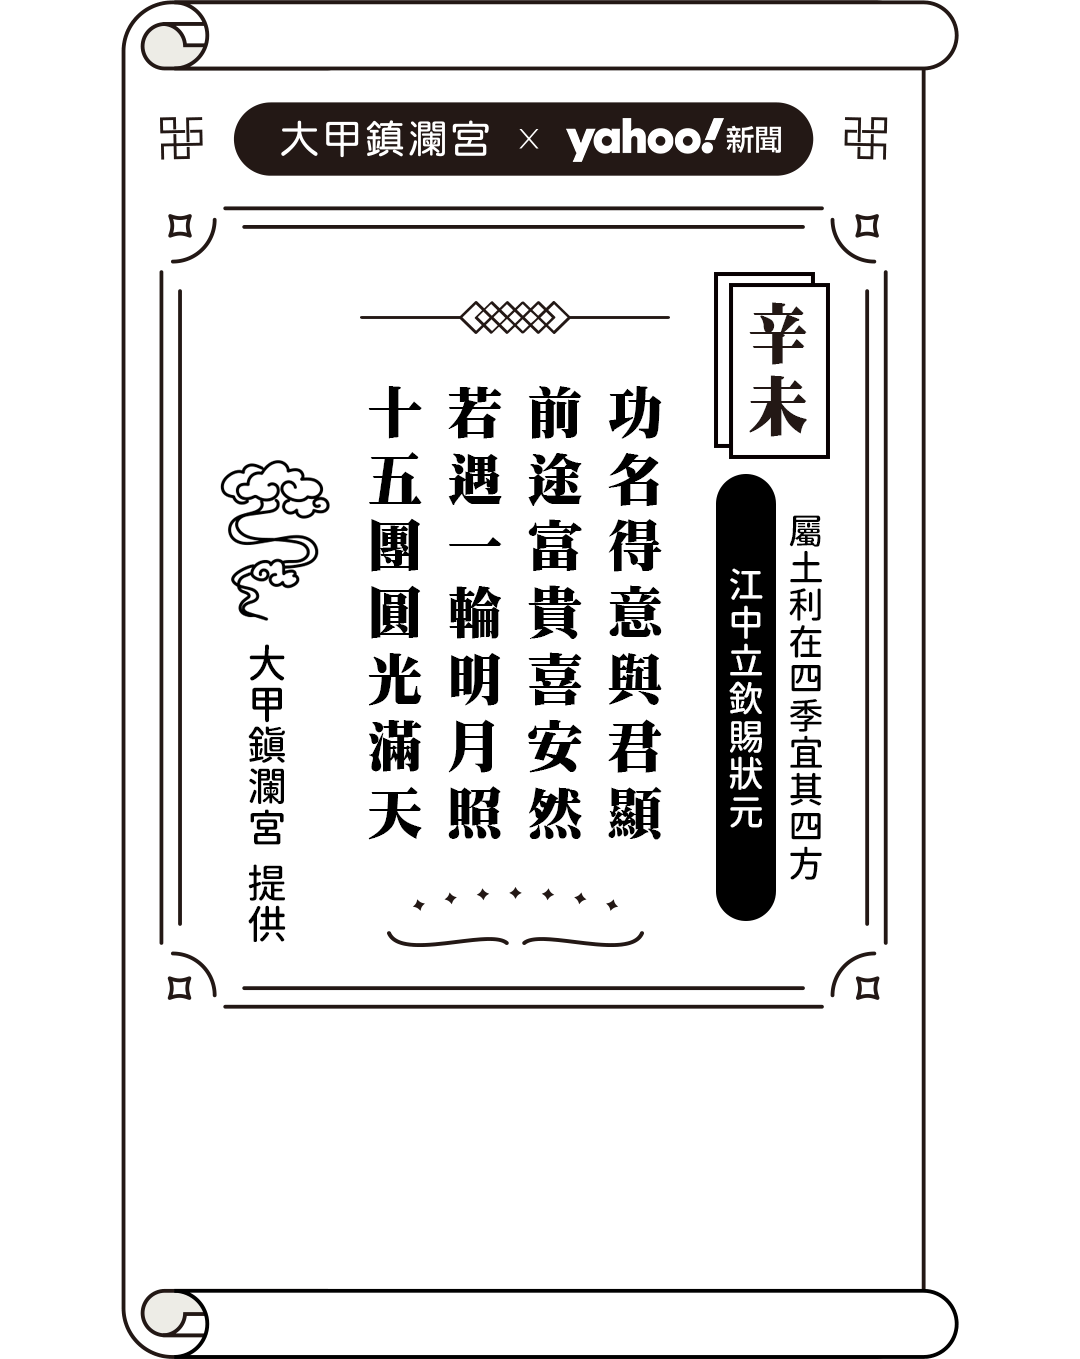 大甲鎮瀾宮 × yahoo!新聞
辛未
屬土利在四季宜其四方
江中立欽賜狀元
功名得意與君顯
前途富貴喜安然
若遇一輪明月照
十五團圓光滿天
大甲鎮瀾宮 提供